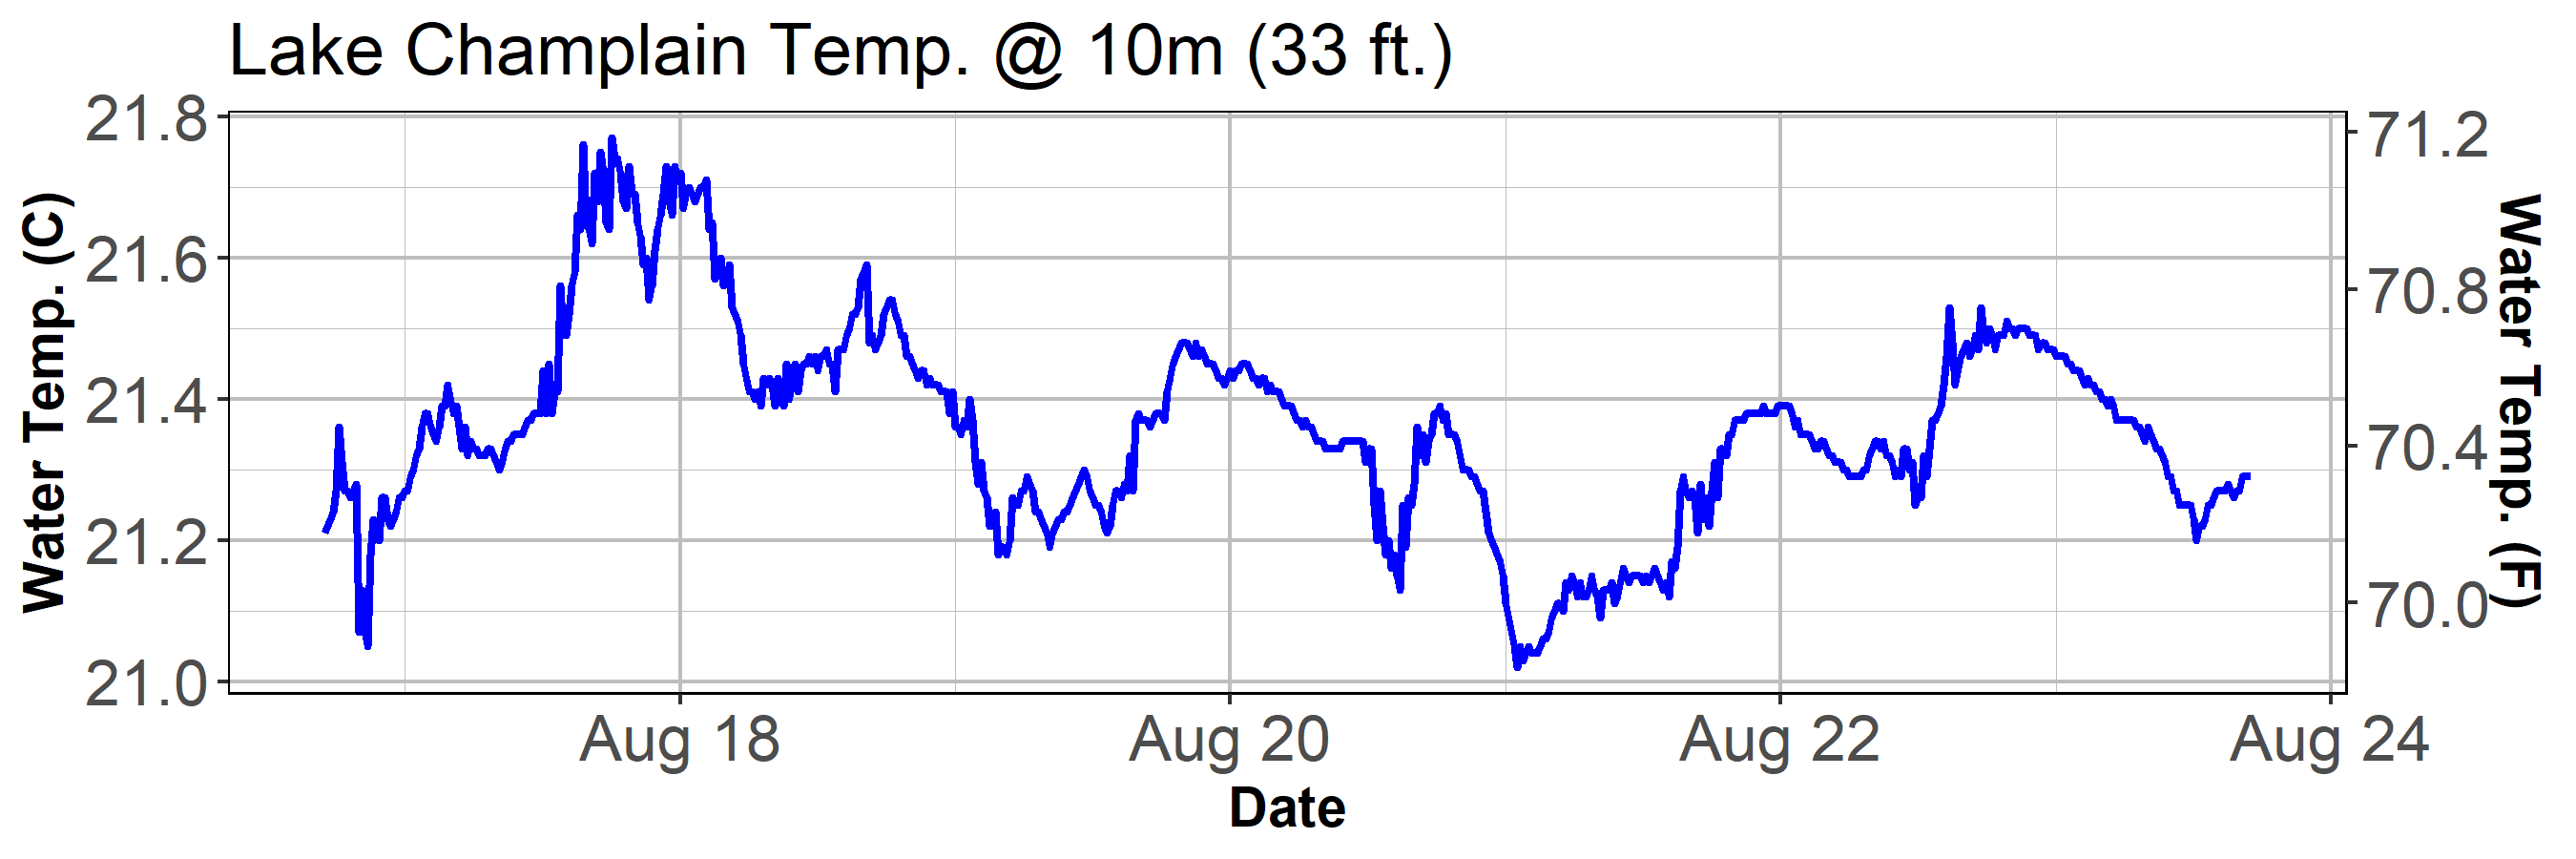 Lake Champlain Temp. @ 10m (33 ft.)
Water Temp. (C)
21.8
21.6
21.4
21.2
21.0
71.2
70.8
70.4
70.0
Water Temp. (F)
Aug 18 Aug 20 Aug 22 Aug 24
Date